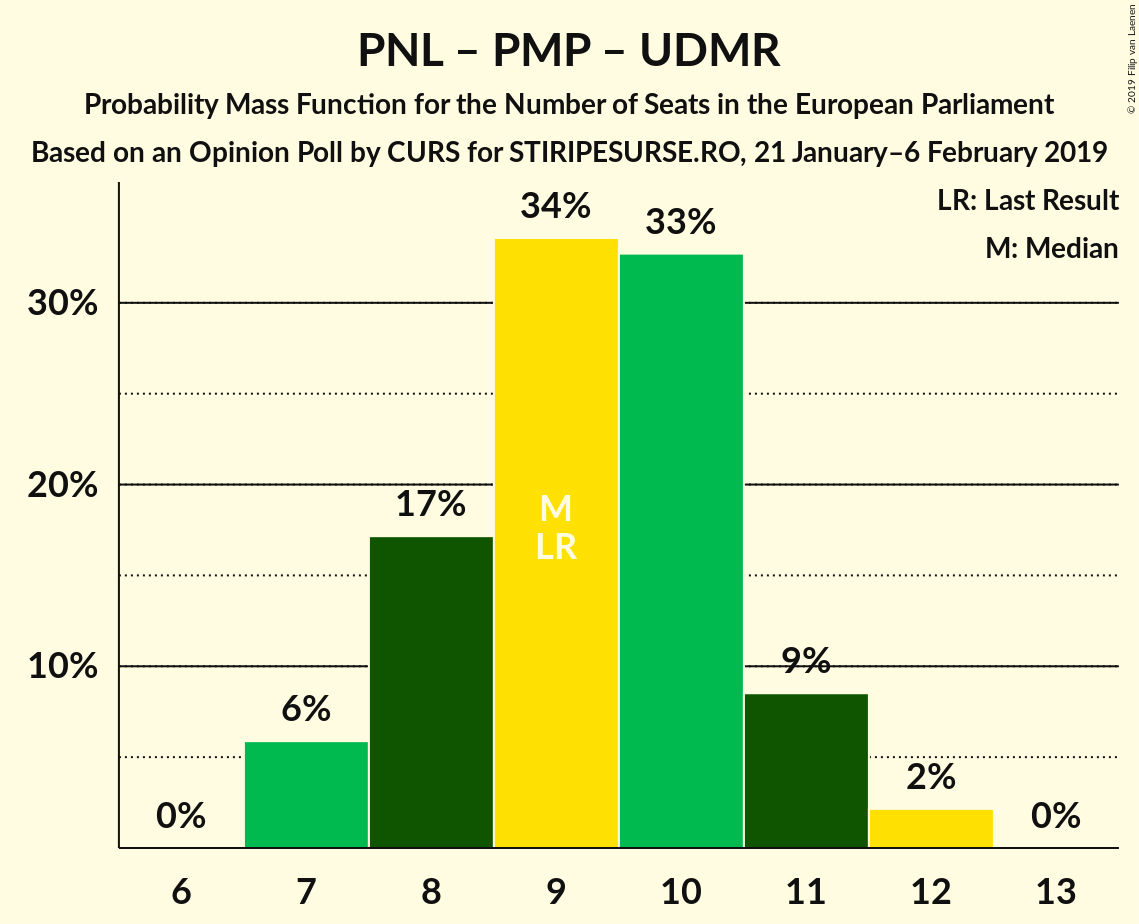 PNL – PMP – UDMR
Probability Mass Function for the Number of Seats in the European Parliament
Based on an Opinion Poll by CURS for STIRIPESURSE.RO, 21 January–6 February 2019
© 2019 Filip van Laenen
LR: Last Result
M: Median
34%
33%
30%
20%
17%
M
LR
10%
9%
6%
2%
0%
0%
6 7 8 9 10 11 12 13